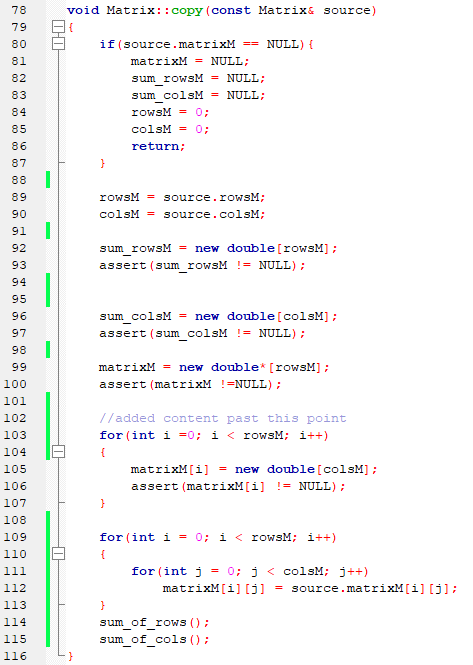 78 void Matrix::copy(const Matrix& source)
79 {
80     if(source.matrixM == NULL){
81         matrixM = NULL;
82         sum_rowsM = NULL;
83         sum_colsM = NULL;
84         rowsM = 0;
85         colsM = 0;
86         return;
87     }
88
89     rowsM = source.rowsM;
90     colsM = source.colsM;
91
92     sum_rowsM = new double[rowsM];
93     assert(sum_rowsM != NULL);
94
95
96     sum_colsM = new double[colsM];
97     assert(sum_colsM != NULL);
98
99     matrixM = new double*[rowsM];
100     assert(matrixM !=NULL);
101
102     //added content past this point
103     for(int i =0; i < rowsM; i++)
104     {
105         matrixM[i] = new double[colsM];
106         assert(matrixM[i] != NULL);
107     }
108
109     for(int i = 0; i < rowsM; i++)
110     {
111         for(int j = 0; j < colsM; j++)
112             matrixM[i][j] = source.matrixM[i][j];
113     }
114     sum_of_rows();
115     sum_of_cols();
116 }